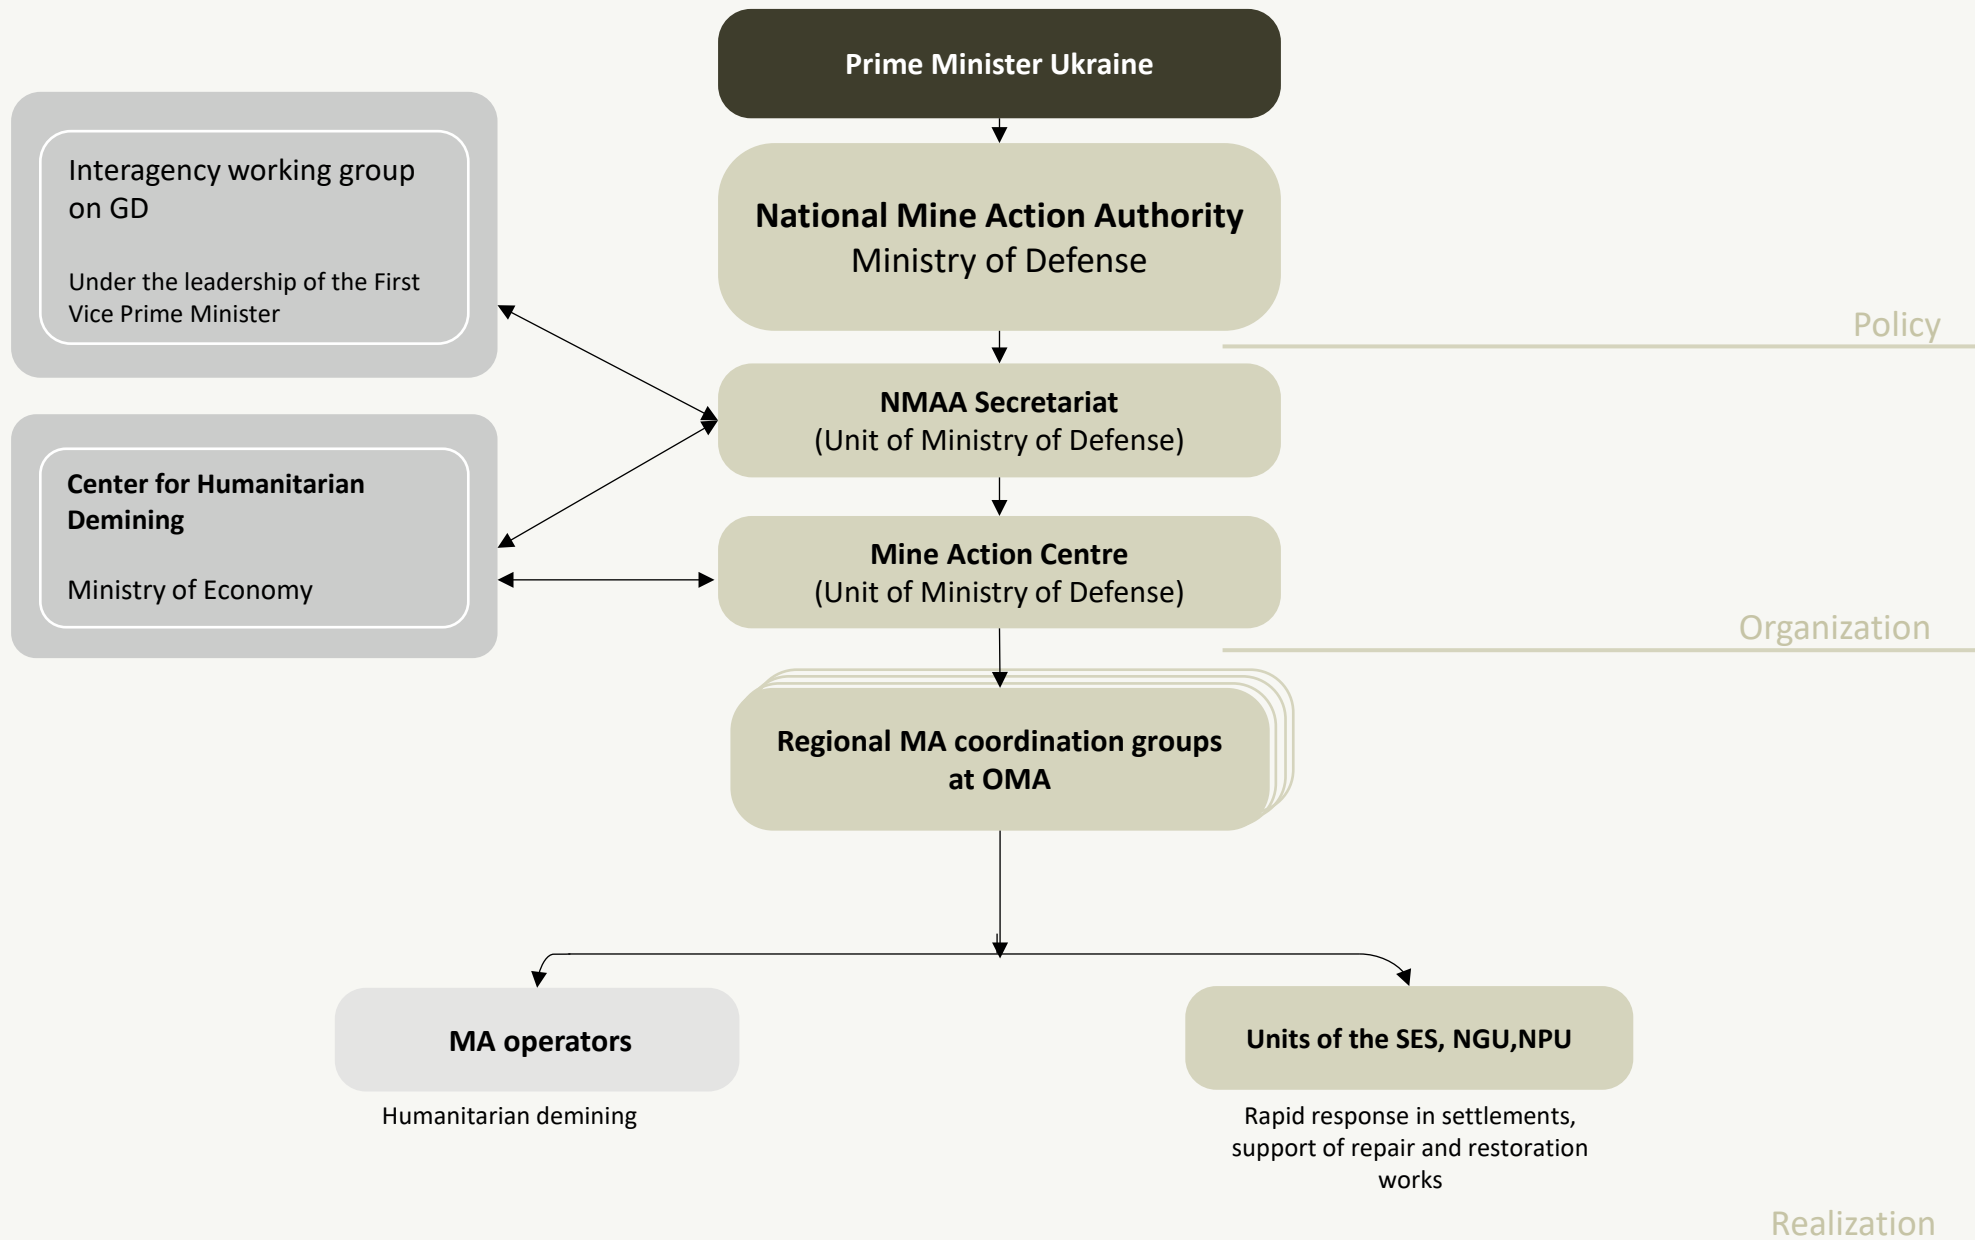 Prime Minister Ukraine
Interagency working group
on GD
Under the leadership of the First
Vice Prime Minister
National Mine Action Authority
Ministry of Defense
Policy
NMAA Secretariat
(Unit of Ministry of Defense)
Center for Humanitarian
Demining
Ministry of Economy
Mine Action Centre
(Unit of Ministry of Defense)
Organization
Regional MA coordination groups
at OMA
MA operators
Humanitarian demining
Units of the SES, NGU,NPU
Rapid response in settlements,
support of repair and restoration
works
Realization